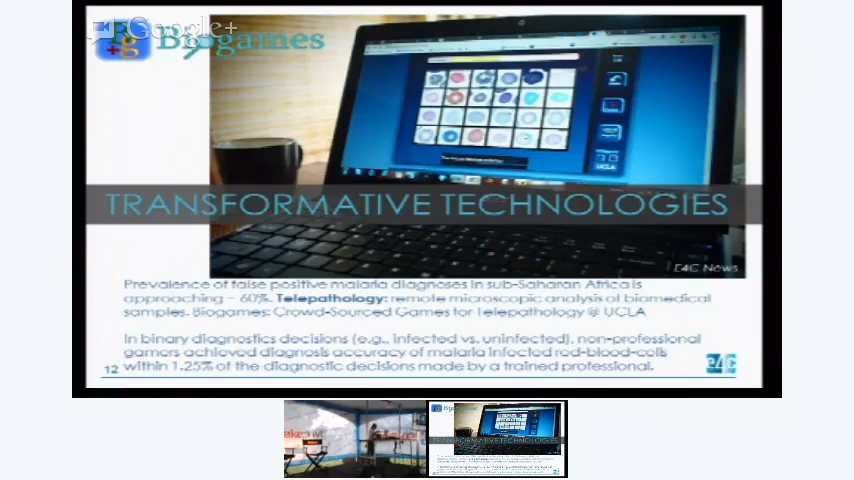 Google+
Biogames
UCLA
TRANSFORMATIVE TECHNOLOGIES
E4C News
Prevalence of false positive malaria diagnoses in sub-Saharan Africa is
approaching ~ 60%. Telepathology: remote microscopic analysis of biomedical
samples. Biogames: Crowd-Sourced Games for Telepathology @ UCLA
In binary diagnostics decisions (e.g., infected vs. uninfected), non-professional
gamers achieved diagnosis accuracy of malaria infected red-blood-cells
within 1.25% of the diagnostic decisions made by a trained professional.
12
e4C